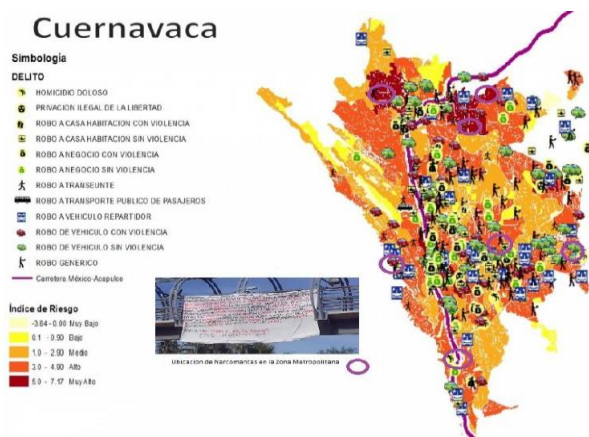 Cuernavaca
Simbología
DELITO
HOMICIDIO DOLOSO
PRIVACION ILEGAL DE LA LIBERTAD
ROBO A CASA HABITACION CON VIOLENCIA
ROBO A CASA HABITACION SIN VIOLENCIA
ROBO A NEGOCIO CON VIOLENCIA
ROBO A NEGOCIO SIN VIOLENCIA
ROBO A TRANSEUNTE
ROBO A TRANSPORTE PUBLICO DE PASAJEROS
ROBO A VEHICULO REPARTIDOR
ROBO DE VEHICULO CON VIOLENCIA
ROBO DE VEHICULO SIN VIOLENCIA
ROBO GENERICO
Carretera México-Acapulco
Índice de Riesgo
-3.84 - 0.00 Muy Bajo
0.1 - 0.90 Bajo
1.0 - 2.90 Medio
3.0 - 4.90 Alto
5.0 - 7.17 Muy Alto
Ubicacion de Narcomantas en la zona Metropolitana